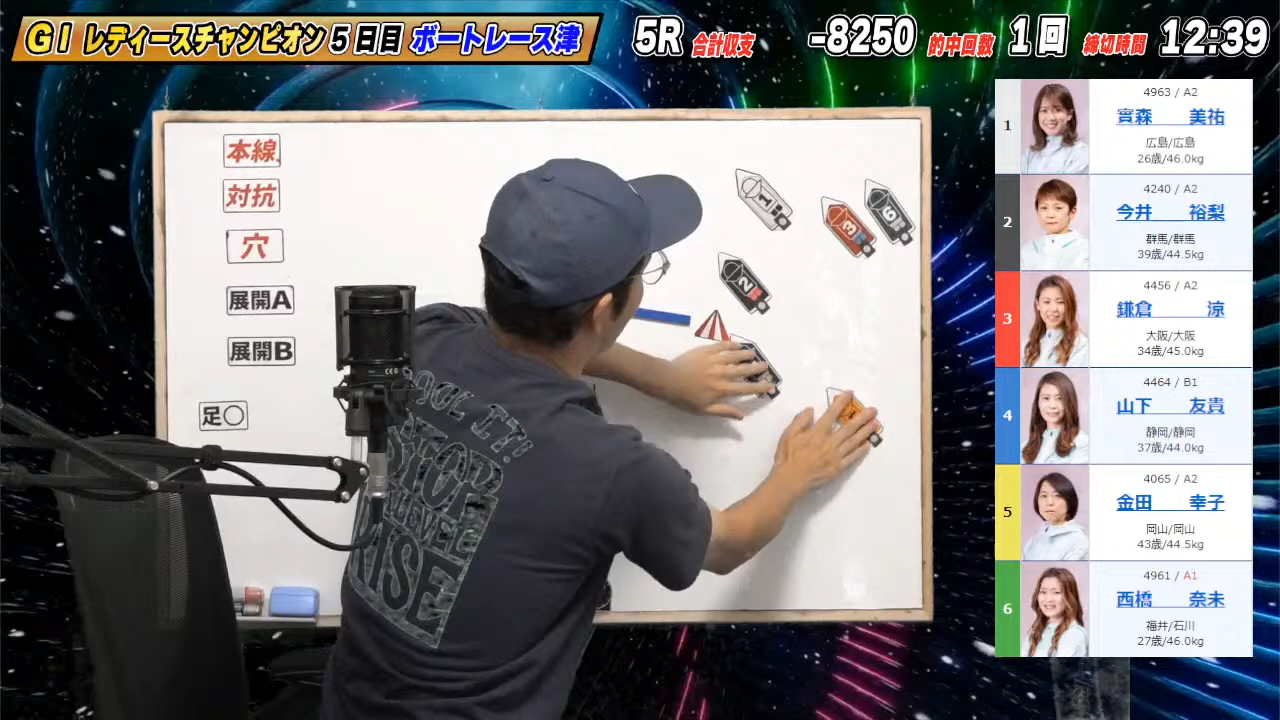 GI レディースチャンピオン 5日目 ボートレース津
5R 合計収支 -8250 的中回数 1回 締切時間 12:39
本線
対抗
穴
展開A
展開B
足○
1
3
2
1
4963 / A2
實森 美祐
広島/広島
26歳/46.0kg
2
4240 / A2
今井 裕梨
群馬/群馬
39歳/44.5kg
3
4456 / A2
鎌倉 涼
大阪/大阪
34歳/45.0kg
4
4464 / B1
山下 友貴
静岡/静岡
37歳/44.0kg
5
4065 / A2
金田 幸子
岡山/岡山
43歳/44.5kg
6
4961 / A1
西橋 奈未
福井/石川
27歳/46.0kg